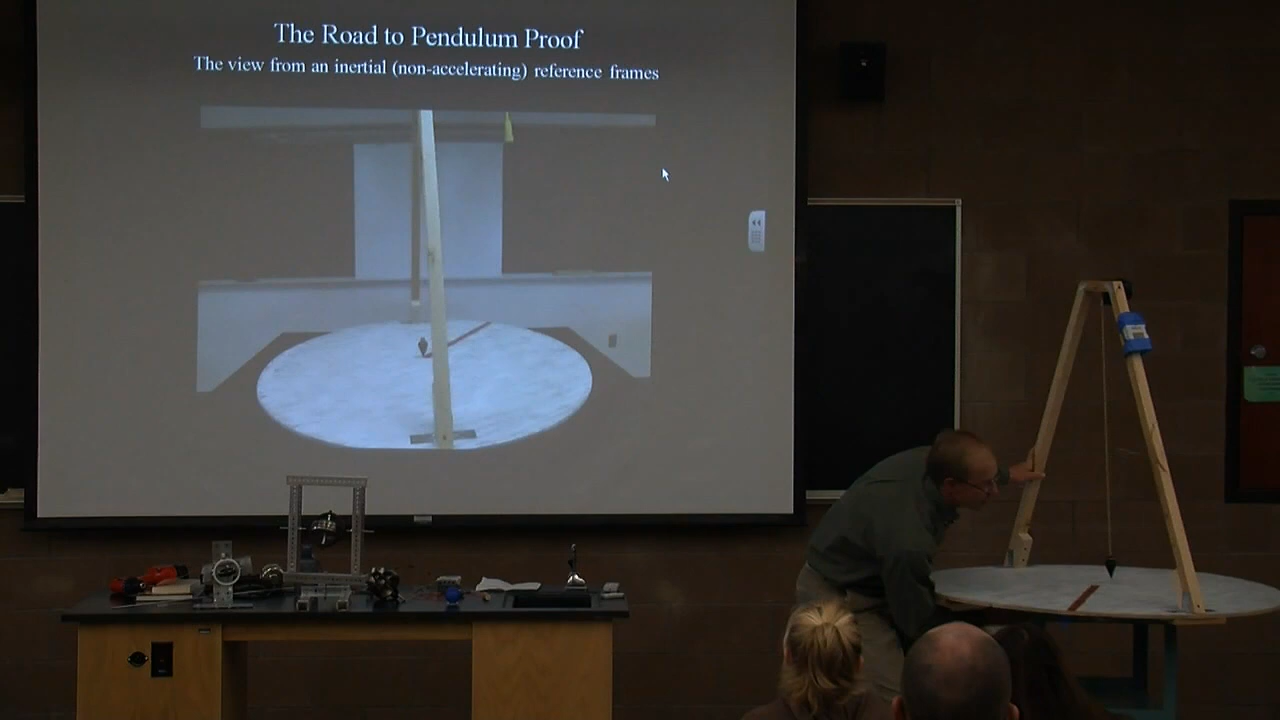 The Road to Pendulum Proof
The view from an inertial (non-accelerating) reference frames